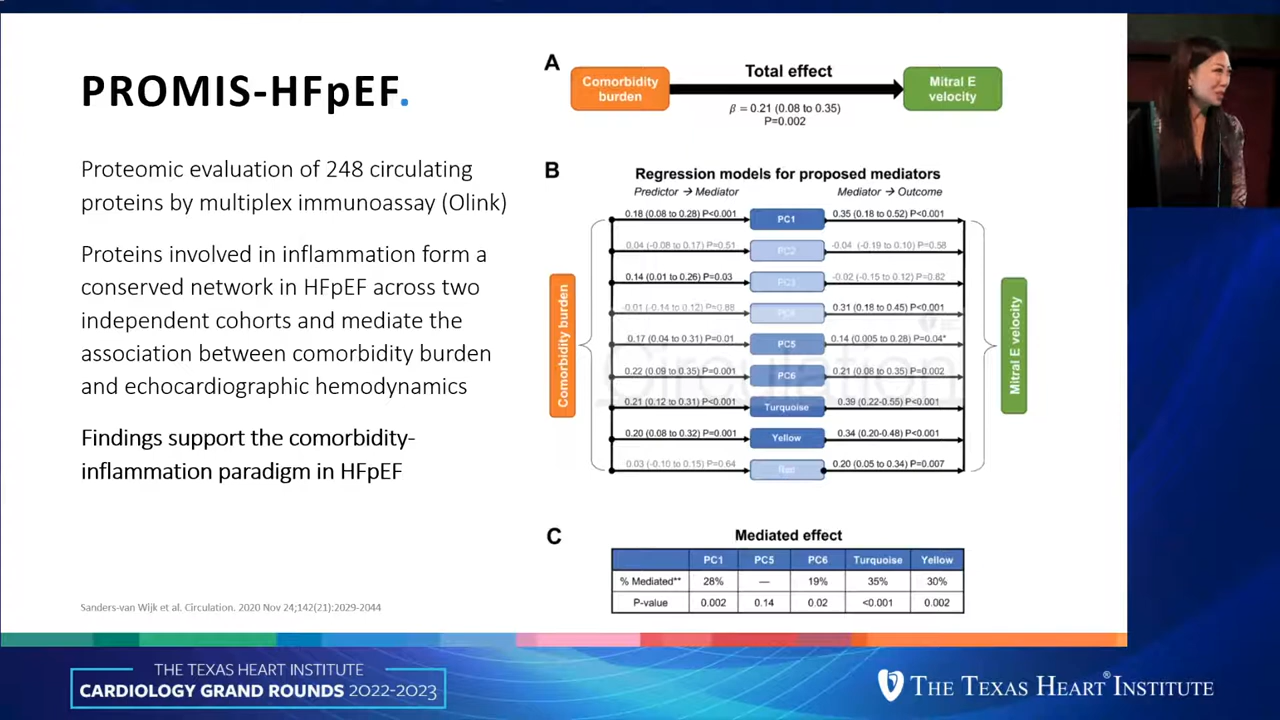 PROMIS-HFpEF.
Proteomic evaluation of 248 circulating
proteins by multiplex immunoassay (Olink)
Proteins involved in inflammation form a
conserved network in HFpEF across two
independent cohorts and mediate the
association between comorbidity burden
and echocardiographic hemodynamics
Findings support the comorbidity-
inflammation paradigm in HFpEF
Sanders-van Wijk et al. Circulation. 2020 Nov 24;142(21):2029-2044
A
Comorbidity
burden
Total effect
β = 0.21 (0.08 to 0.35)
P=0.002
Mitral E
velocity
B
Regression models for proposed mediators
Predictor → Mediator
Mediator → Outcome
Comorbidity burden
0.18 (0.08 to 0.28) P<0.001
PC1
0.35 (0.18 to 0.52) P<0.001
0.04 (-0.08 to 0.17) P=0.51
PC2
-0.04 (-0.19 to 0.10) P=0.58
0.14 (0.01 to 0.26) P=0.03
PC3
-0.02 (-0.15 to 0.12) P=0.82
-0.01 (-0.14 to 0.12) P=0.88
0.31 (0.18 to 0.45) P<0.001
0.17 (0.04 to 0.31) P=0.01
PC5
0.14 (0.005 to 0.28) P=0.04*
0.22 (0.09 to 0.35) P=0.001
PC6
0.21 (0.08 to 0.35) P=0.002
0.21 (0.12 to 0.31) P<0.001
Turquoise
0.39 (0.22-0.55) P<0.001
0.20 (0.08 to 0.32) P=0.001
Yellow
0.34 (0.20-0.48) P<0.001
0.03 (-0.10 to 0.15) P=0.64
0.20 (0.05 to 0.34) P=0.007
Mitral E velocity
Circulation
C
Mediated effect
PC1 PC5 PC6 Turquoise Yellow
% Mediated** 28% — 19% 35% 30%
P-value 0.002 0.14 0.02 <0.001 0.002
THE TEXAS HEART INSTITUTE
CARDIOLOGY GRAND ROUNDS 2022-2023
THE TEXAS HEART® INSTITUTE